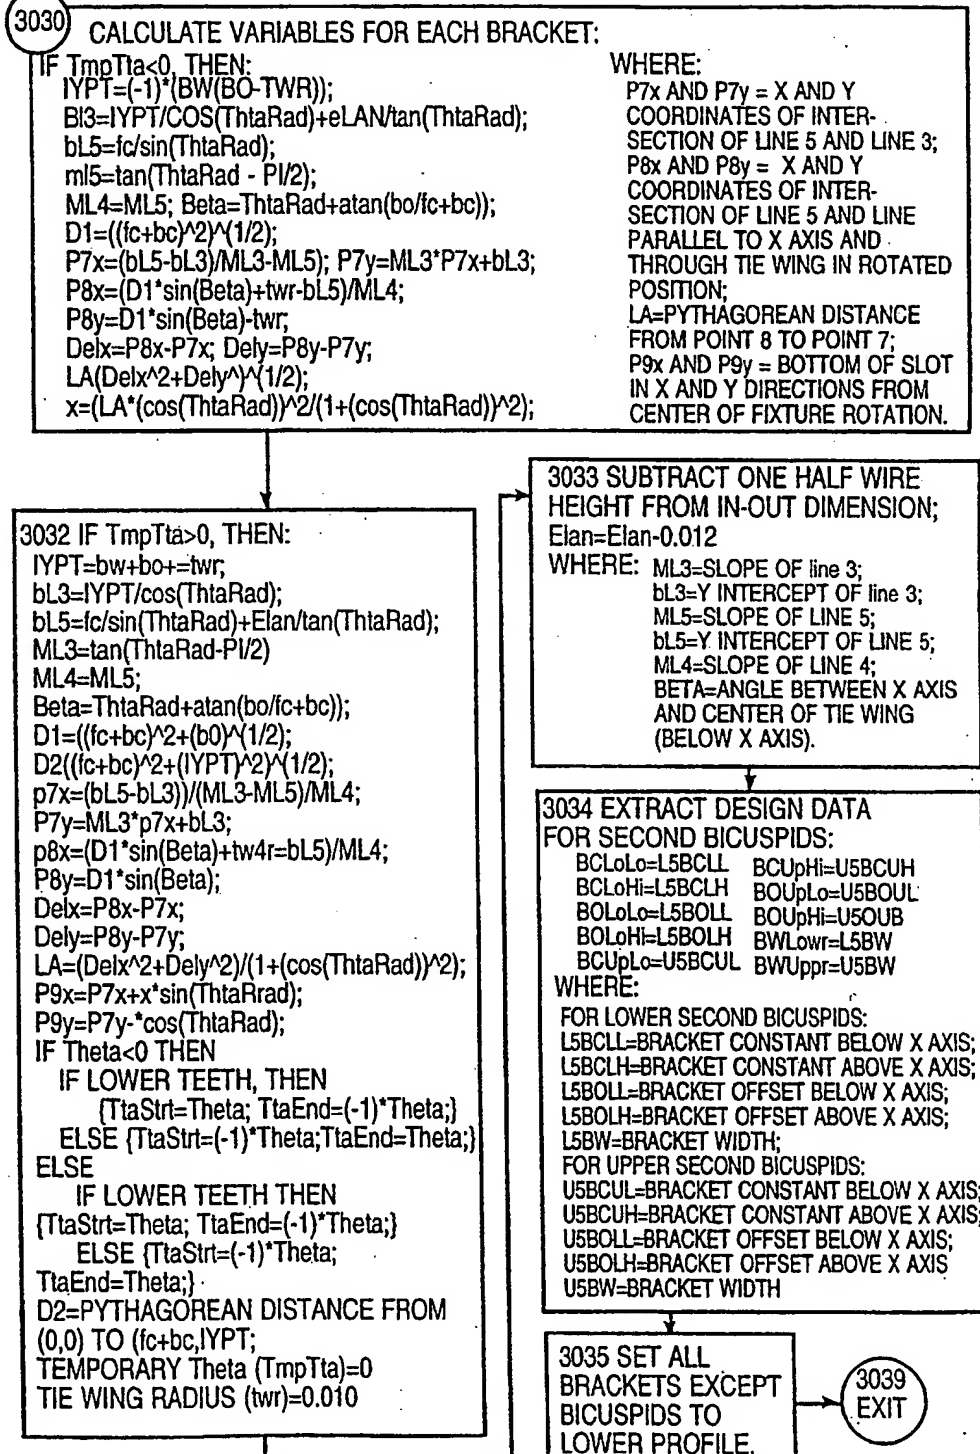 3030
CALCULATE VARIABLES FOR EACH BRACKET:
IF TmpTta<0, THEN:
IYPT=(-1)*(BW(BO-TWR));
Bl3=IYPT/COS(ThtaRad)+eLAN/tan(ThtaRad);
bL5=fc/sin(ThtaRad);
ml5=tan(ThtaRad - PI/2);
ML4=ML5; Beta=ThtaRad+atan(bo/fc+bc));
D1=((fc+bc)^2)^(1/2);
P7x=(bL5-bL3)/ML3-ML5); P7y=ML3*P7x+bL3;
P8x=(D1*sin(Beta)+twr-bL5)/ML4;
P8y=D1*sin(Beta)-twr;
Delx=P8x-P7x; Dely=P8y-P7y;
LA(Delx^2+Dely^)^(1/2);
x=(LA*(cos(ThtaRad))^2/(1+(cos(ThtaRad))^2);
WHERE:
P7x AND P7y = X AND Y
COORDINATES OF INTER-
SECTION OF LINE 5 AND LINE 3;
P8x AND P8y = X AND Y
COORDINATES OF INTER-
SECTION OF LINE 5 AND LINE
PARALLEL TO X AXIS AND
THROUGH TIE WING IN ROTATED
POSITION;
LA=PYTHAGOREAN DISTANCE
FROM POINT 8 TO POINT 7;
P9x AND P9y = BOTTOM OF SLOT
IN X AND Y DIRECTIONS FROM
CENTER OF FIXTURE ROTATION.
3032 IF TmpTta>0, THEN:
IYPT=bw+bo+=twr;
bL3=IYPT/cos(ThtaRad);
bL5=fc/sin(ThtaRad)+Elan/tan(ThtaRad);
ML3=tan(ThtaRad-PI/2)
ML4=ML5;
Beta=ThtaRad+atan(bo/fc+bc));
D1=((fc+bc)^2+(b0)^(1/2);
D2((fc+bc)^2+(IYPT)^2)^(1/2);
p7x=(bL5-bL3))/(ML3-ML5)/ML4;
P7y=ML3*p7x+bL3;
p8x=(D1*sin(Beta)+tw4r=bL5)/ML4;
P8y=D1*sin(Beta);
Delx=P8x-P7x;
Dely=P8y-P7y;
LA=(Delx^2+Dely^2)/(1+(cos(ThtaRad))^2);
P9x=P7x+x*sin(ThtaRrad);
P9y=P7y-*cos(ThtaRad);
IF Theta<0 THEN
IF LOWER TEETH, THEN
{TtaStrt=Theta; TtaEnd=(-1)*Theta;}
ELSE {TtaStrt=(-1)*Theta;TtaEnd=Theta;}
ELSE
IF LOWER TEETH THEN
{TtaStrt=Theta; TtaEnd=(-1)*Theta;}
ELSE {TtaStrt=(-1)*Theta;
TtaEnd=Theta;}
D2=PYTHAGOREAN DISTANCE FROM
(0,0) TO (fc+bc,IYPT;
TEMPORARY Theta (TmpTta)=0
TIE WING RADIUS (twr)=0.010
3033 SUBTRACT ONE HALF WIRE
HEIGHT FROM IN-OUT DIMENSION;
Elan=Elan-0.012
WHERE: ML3=SLOPE OF line 3;
bL3=Y INTERCEPT OF line 3;
ML5=SLOPE OF LINE 5;
bL5=Y INTERCEPT OF LINE 5;
ML4=SLOPE OF LINE 4;
BETA=ANGLE BETWEEN X AXIS
AND CENTER OF TIE WING
(BELOW X AXIS).
3034 EXTRACT DESIGN DATA
FOR SECOND BICUSPIDS:
BCLoLo=L5BCLL BCUpHi=U5BCUH
BCLoHi=L5BCLH BOUpLo=U5BOUL
BOLoLo=L5BOLL BOUpHi=U5OUB
BOLoHi=L5BOLH BWLowr=L5BW
BCUpLo=U5BCUL BWUppr=U5BW
WHERE:
FOR LOWER SECOND BICUSPIDS:
L5BCLL=BRACKET CONSTANT BELOW X AXIS;
L5BCLH=BRACKET CONSTANT ABOVE X AXIS;
L5BOLL=BRACKET OFFSET BELOW X AXIS;
L5BOLH=BRACKET OFFSET ABOVE X AXIS;
L5BW=BRACKET WIDTH;
FOR UPPER SECOND BICUSPIDS:
U5BCUL=BRACKET CONSTANT BELOW X AXIS;
U5BCUH=BRACKET CONSTANT ABOVE X AXIS;
U5BOLL=BRACKET OFFSET BELOW X AXIS;
U5BOLH=BRACKET OFFSET ABOVE X AXIS
U5BW=BRACKET WIDTH
3035 SET ALL
BRACKETS EXCEPT
BICUSPIDS TO
LOWER PROFILE.
3039
EXIT